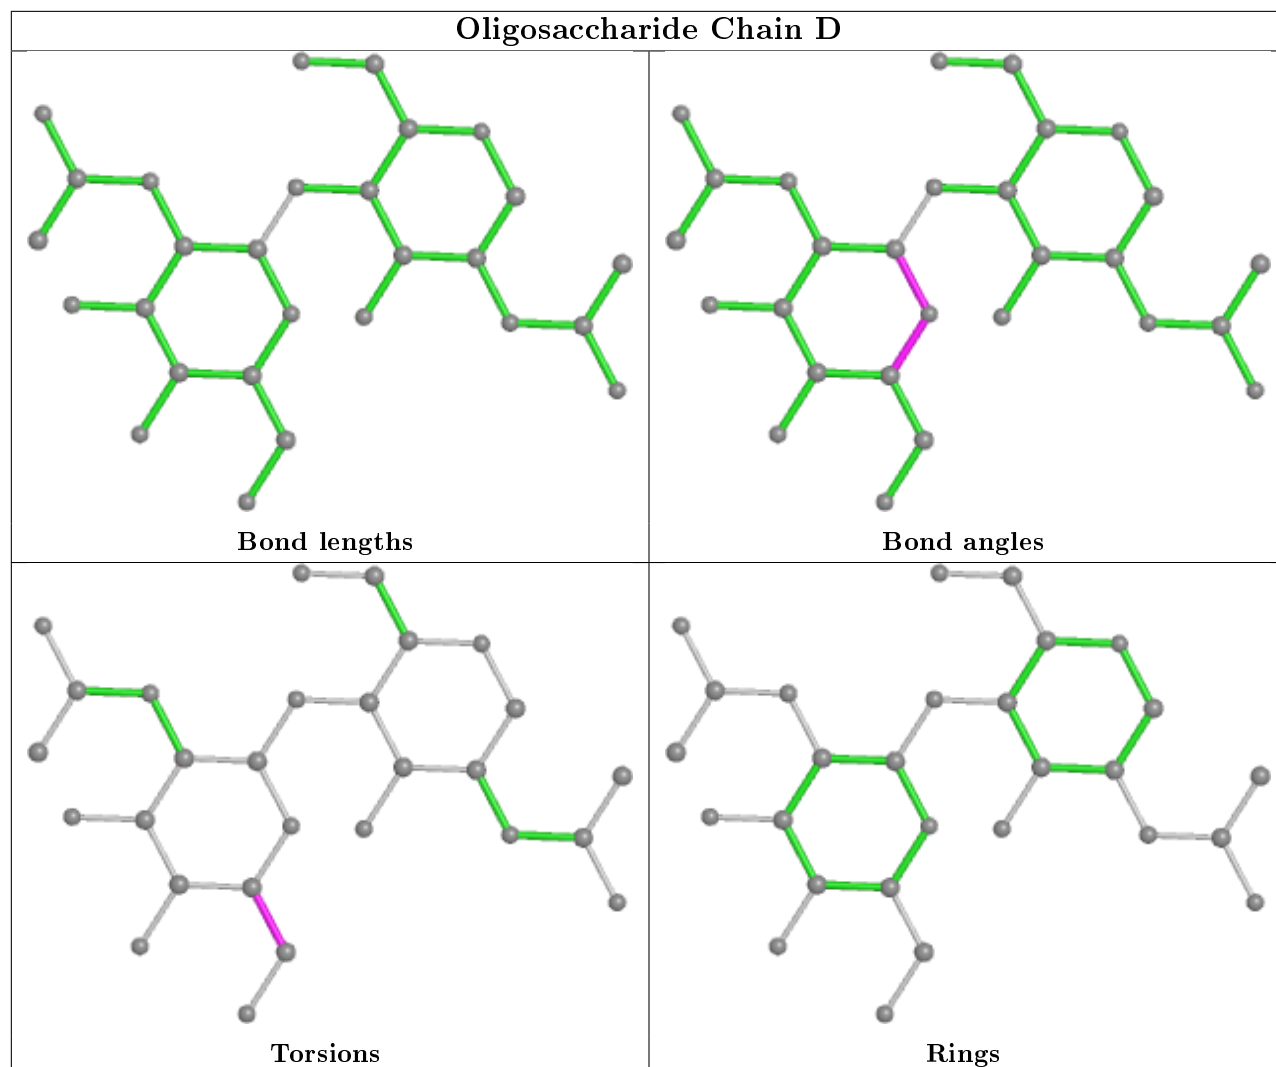 Oligosaccharide Chain D
Bond lengths
Bond angles
Torsions
Rings